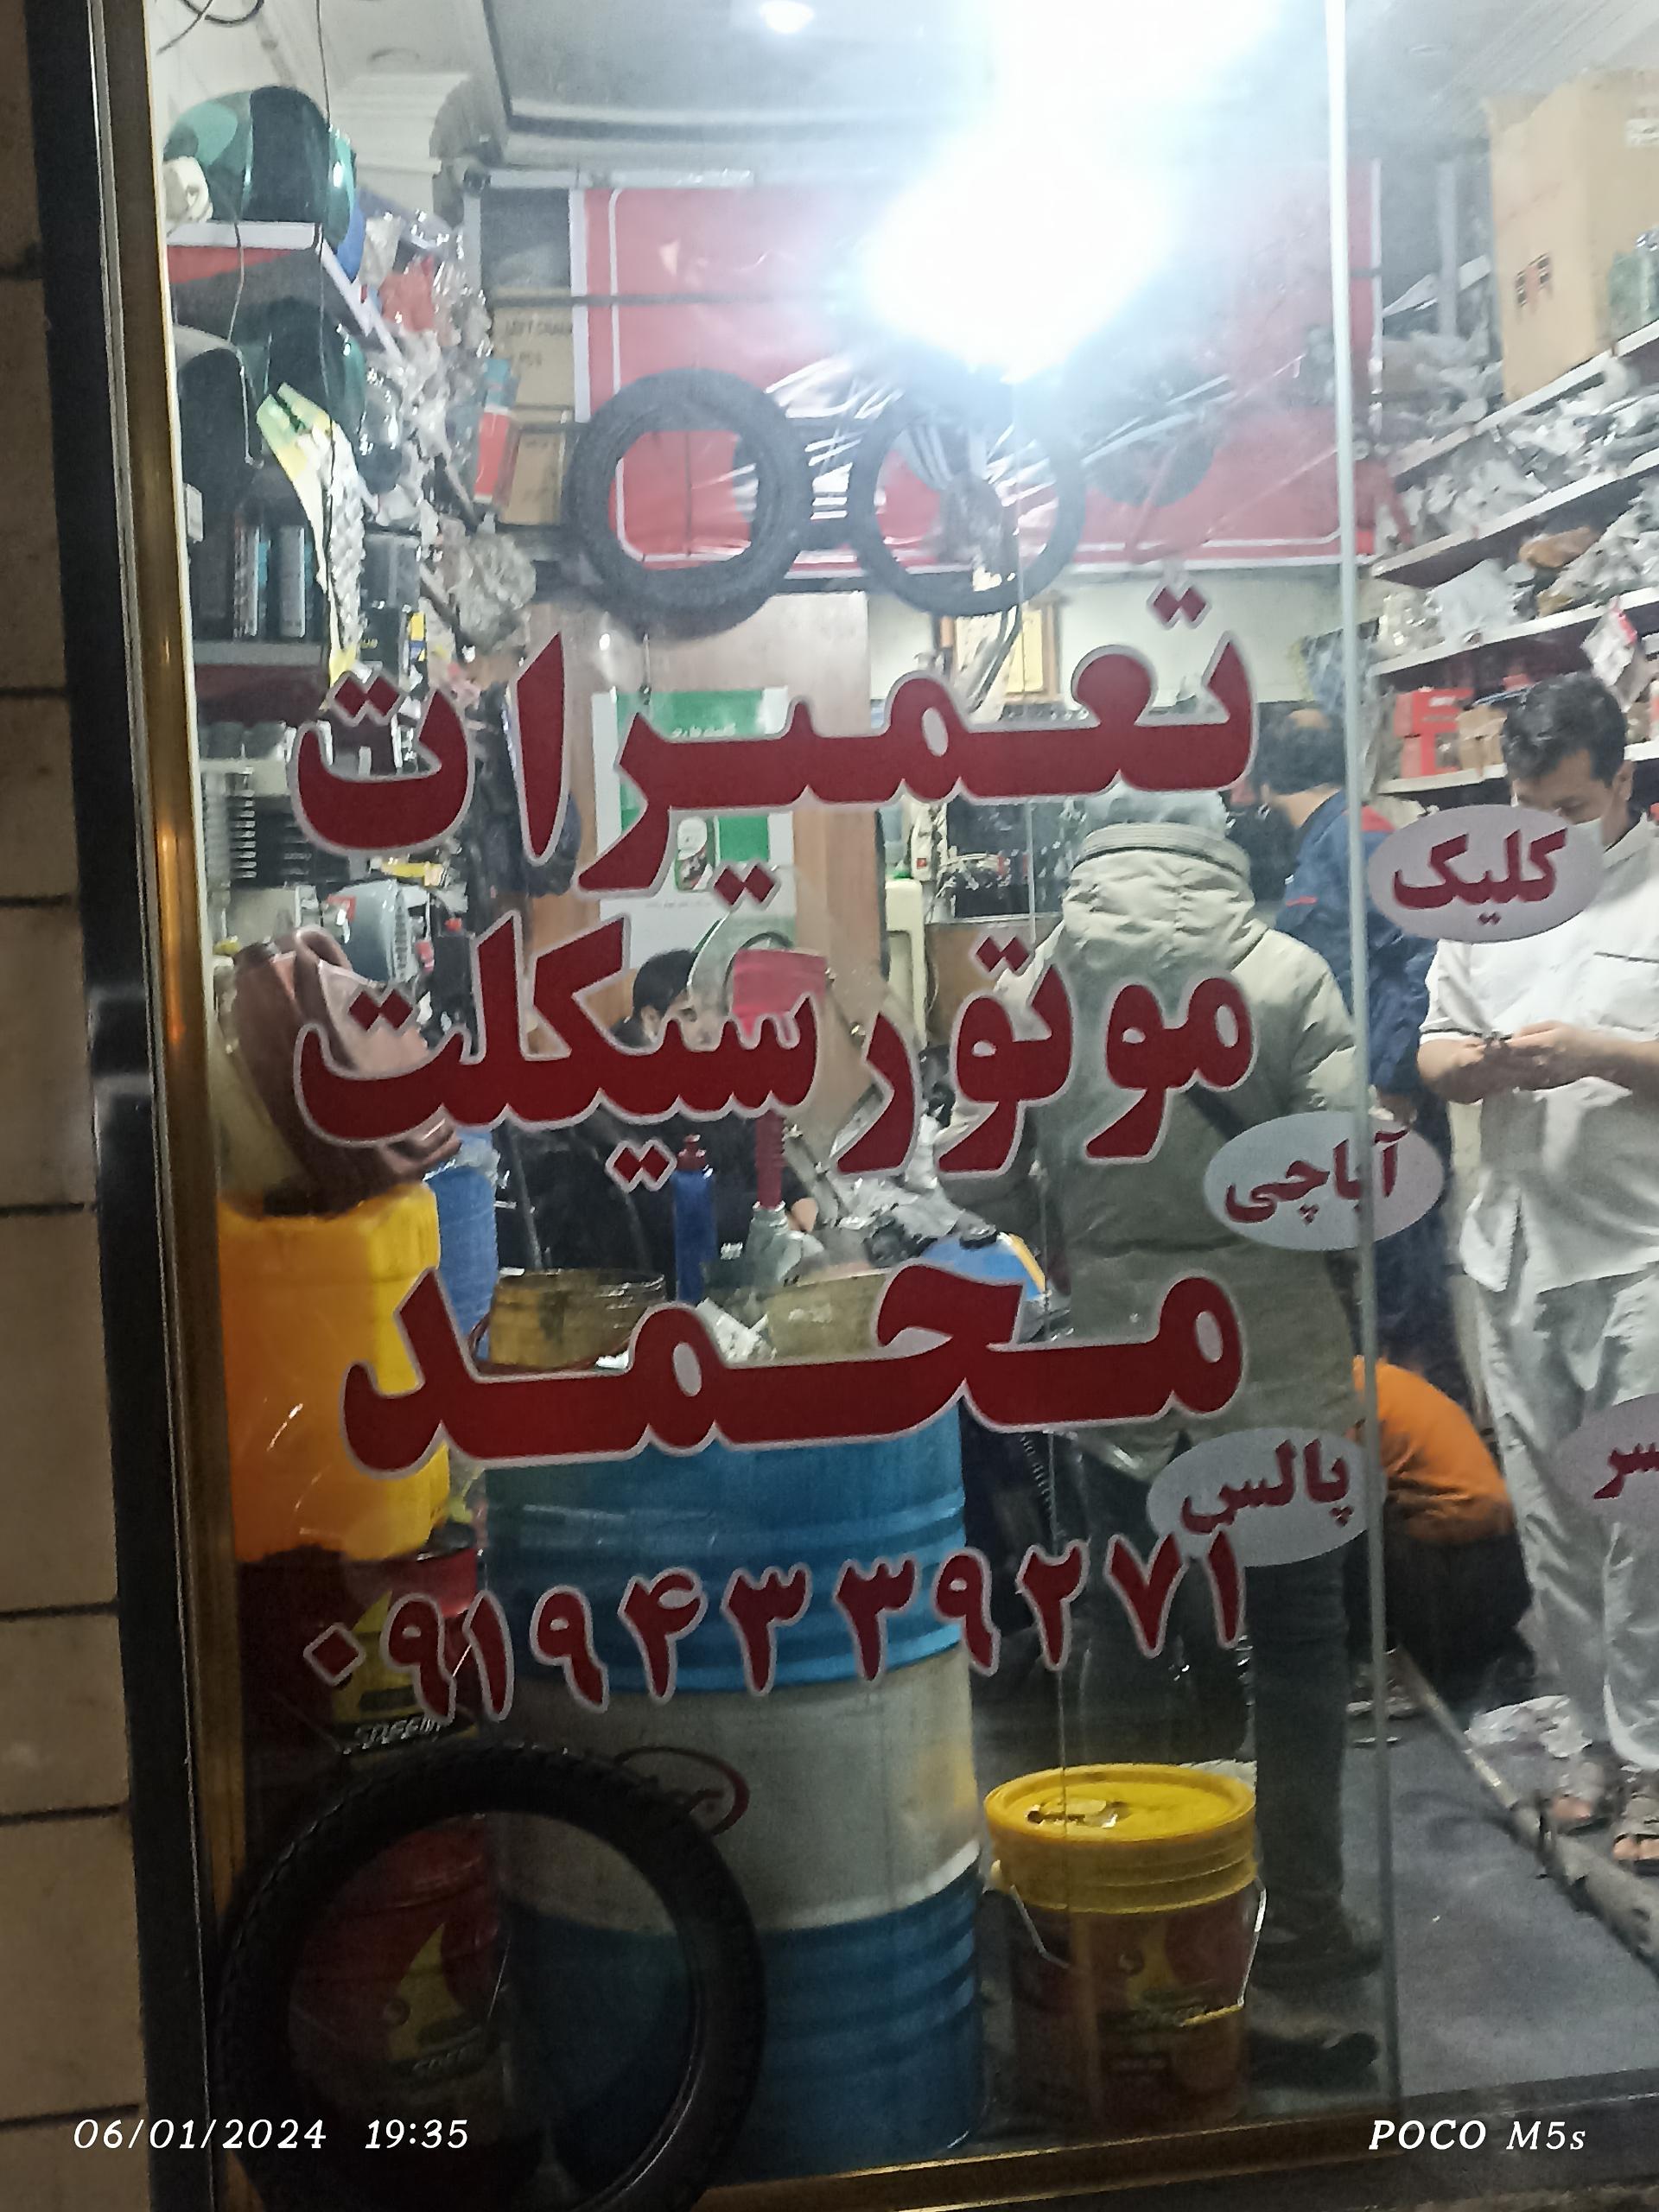 تعمیرات
موتورسیکلت
محمد
۰۹۱۹۴۳۳۹۲۷۱
کلیک
آپاچی
پالس
06/01/2024 19:35
POCO M5s